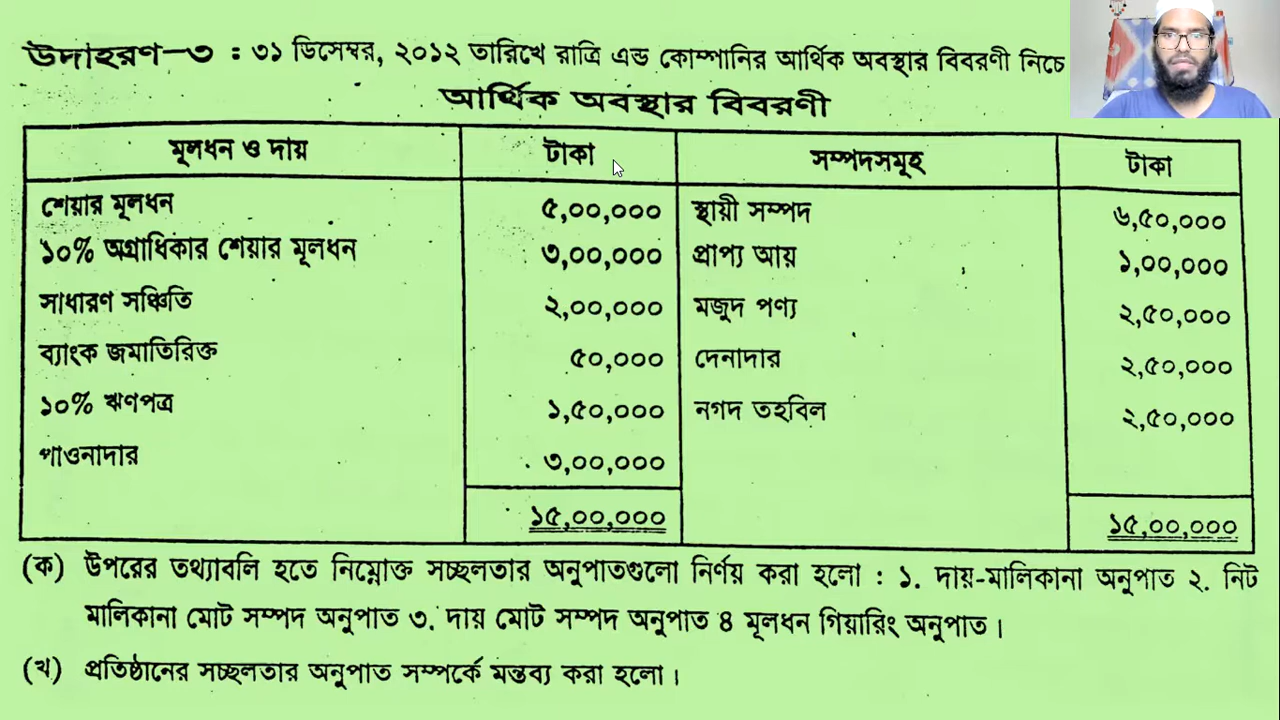 উদাহরণ–৩ : ৩১ ডিসেম্বর, ২০১২ তারিখে রাত্রি এন্ড কোম্পানির আর্থিক অবস্থার বিবরণী নিচে
আর্থিক অবস্থার বিবরণী
মূলধন ও দায় টাকা সম্পদসমূহ টাকা
শেয়ার মূলধন ৫,০০,০০০ স্থায়ী সম্পদ ৬,৫০,০০০
১০% অগ্রাধিকার শেয়ার মূলধন ৩,০০,০০০ প্রাপ্য আয় ১,০০,০০০
সাধারণ সঞ্চিতি ২,০০,০০০ মজুদ পণ্য ২,৫০,০০০
ব্যাংক জমাতিরিক্ত ৫০,০০০ দেনাদার ২,৫০,০০০
১০% ঋণপত্র ১,৫০,০০০ নগদ তহবিল ২,৫০,০০০
পাওনাদার ৩,০০,০০০
১৫,০০,০০০ ১৫,০০,০০০
(ক) উপরের তথ্যাবলি হতে নিম্নোক্ত সচ্ছলতার অনুপাতগুলো নির্ণয় করা হলো : ১. দায়-মালিকানা অনুপাত ২. নিট
মালিকানা মোট সম্পদ অনুপাত ৩. দায় মোট সম্পদ অনুপাত ৪ মূলধন গিয়ারিং অনুপাত।
(খ) প্রতিষ্ঠানের সচ্ছলতার অনুপাত সম্পর্কে মন্তব্য করা হলো।